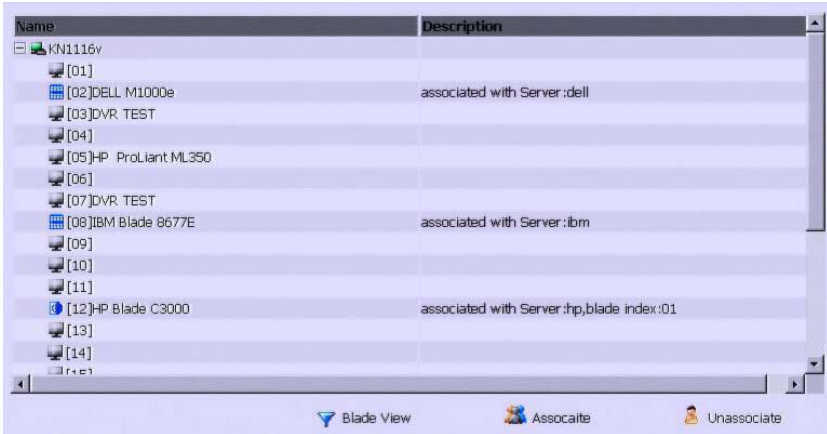 Name Description
KN1116v
[01]
[02]DELL M1000e associated with Server:dell
[03]DVR TEST
[04]
[05]HP ProLiant ML350
[06]
[07]DVR TEST
[08]IBM Blade 8677E associated with Server:ibm
[09]
[10]
[11]
[12]HP Blade C3000 associated with Server:hp,blade index:01
[13]
[14]
Blade View Assocaite Unassociate